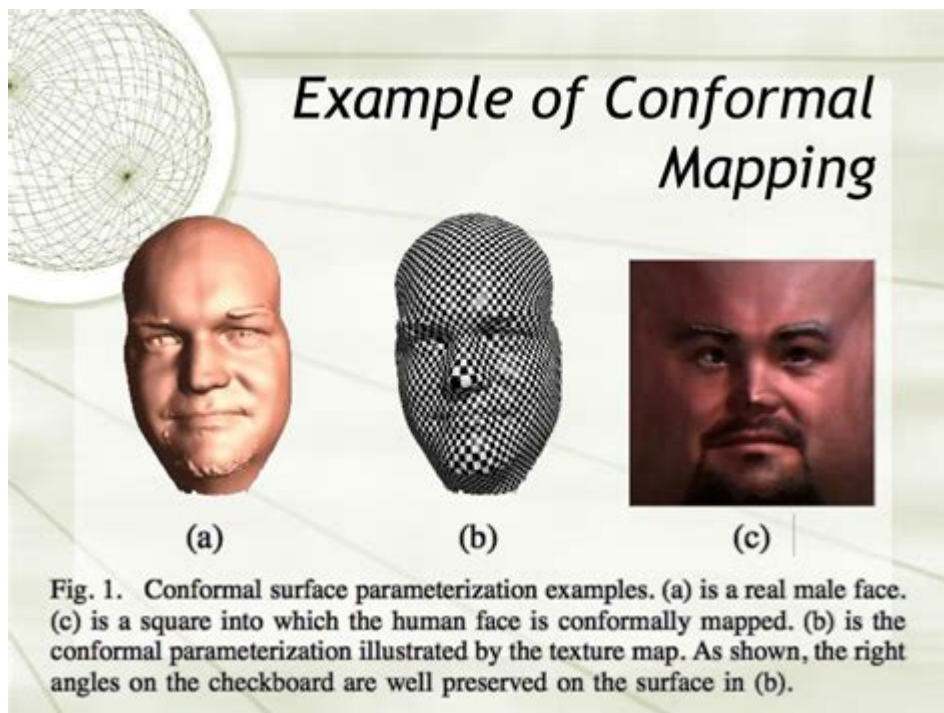 Example of Conformal
Mapping
(a)
(b)
(c)
Fig. 1. Conformal surface parameterization examples. (a) is a real male face.
(c) is a square into which the human face is conformally mapped. (b) is the
conformal parameterization illustrated by the texture map. As shown, the right
angles on the checkboard are well preserved on the surface in (b).